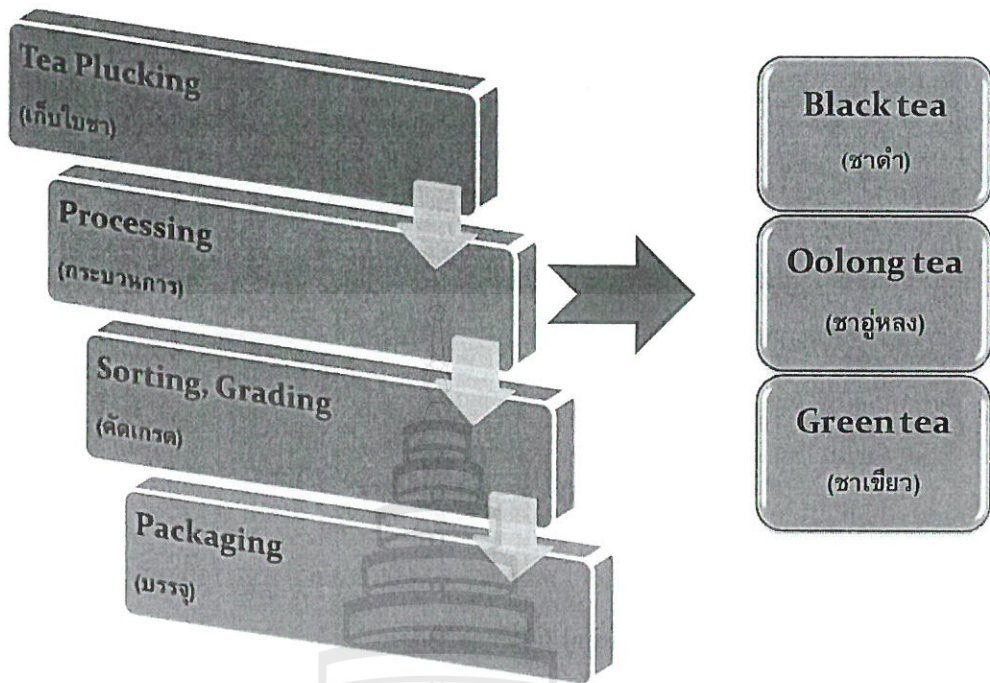 Tea Plucking
(เก็บใบชา)
Processing
(กระบวนการ)
Sorting, Grading
(คัดเกรด)
Packaging
(บรรจุ)
Black tea
(ชาดำ)
Oolong tea
(ชาอู่หลง)
Green tea
(ชาเขียว)